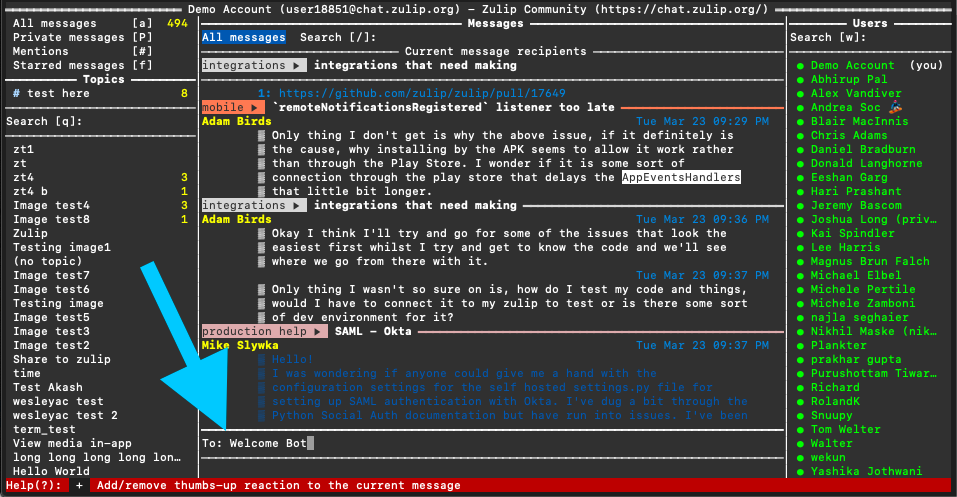 Demo Account (user18851@chat.zulip.org) – Zulip Community (https://chat.zulip.org/)
All messages [a] 494
Private messages [P]
Mentions [#]
Starred messages [f]
Topics
# test here 8
Search [q]:
zt1
zt
zt4 3
zt4 b 1
Image test4 3
Image test8 1
Zulip
Testing image1
(no topic)
Image test7
Image test6
Testing image
Image test5
Image test3
Image test2
Share to zulip
time
Test Akash
wesleyac test
wesleyac test 2
term_test
View media in-app
long long long long lon…
Hello World
Messages
All messages Search [/]:
Current message recipients
integrations ▶ integrations that need making
1: https://github.com/zulip/zulip/pull/17649
mobile ▶ `remoteNotificationsRegistered` listener too late
Adam Birds Tue Mar 23 09:29 PM
Only thing I don't get is why the above issue, if it definitely is
the cause, why installing by the APK seems to allow it work rather
than through the Play Store. I wonder if it is some sort of
connection through the play store that delays the AppEventsHandlers
that little bit longer.
integrations ▶ integrations that need making
Adam Birds Tue Mar 23 09:36 PM
Okay I think I'll try and go for some of the issues that look the
easiest first whilst I try and get to know the code and we'll see
where we go from there with it.
Tue Mar 23 09:37 PM
Only thing I wasn't so sure on is, how do I test my code and things,
would I have to connect it to my zulip to test or is there some sort
of dev environment for it?
production help ▶ SAML – Okta
Mike Slywka Tue Mar 23 09:37 PM
Hello!
I was wondering if anyone could give me a hand with the
configuration settings for the self hosted settings.py file for
setting up SAML authentication with Okta. I've dug a bit through the
Python Social Auth documentation but have run into issues. I've been
To: Welcome Bot
Users
Search [w]:
Demo Account (you)
Abhirup Pal
Alex Vandiver
Andrea Soc
Blair MacInnis
Chris Adams
Daniel Bradburn
Donald Langhorne
Eeshan Garg
Hari Prashant
Jeremy Bascom
Joshua Long (priv…
Kai Spindler
Lee Harris
Magnus Brun Falch
Michael Elbel
Michele Pertile
Michele Zamboni
najla seghaier
Nikhil Maske (nik…
Plankter
prakhar gupta
Purushottam Tiwar…
Richard
RolandK
Snuupy
Tom Welter
Walter
wekun
Yashika Jothwani
Help(?): + Add/remove thumbs-up reaction to the current message